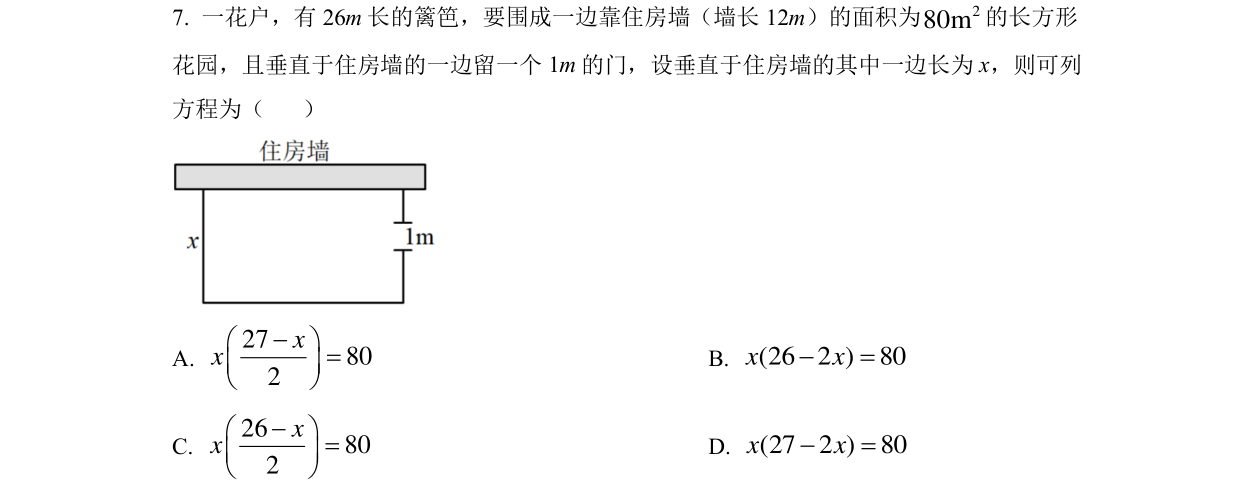 7. 一花户，有 26m 长的篱笆，要围成一边靠住房墙（墙长 12m）的面积为80m² 的长方形
花园，且垂直于住房墙的一边留一个 1m 的门，设垂直于住房墙的其中一边长为 x，则可列
方程为（　　）
住房墙
x
1m
A. x((27−x)/2)=80
B. x(26−2x)=80
C. x((26−x)/2)=80
D. x(27−2x)=80